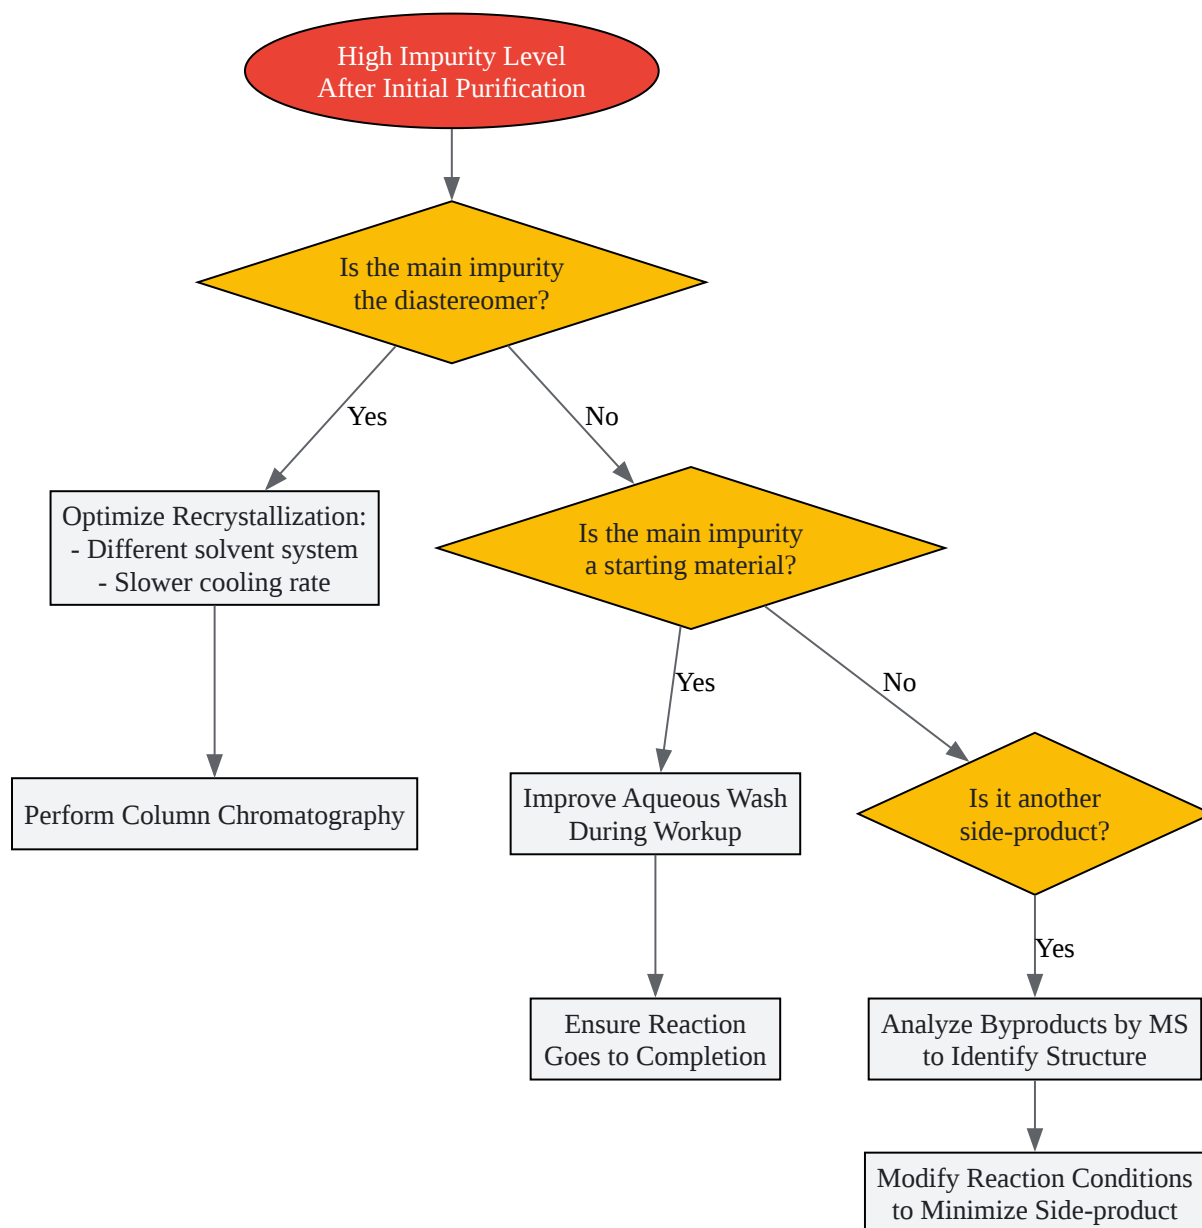 High Impurity Level
After Initial Purification
Is the main impurity
the diastereomer?
Yes
No
Optimize Recrystallization:
- Different solvent system
- Slower cooling rate
Is the main impurity
a starting material?
Yes
No
Perform Column Chromatography
Improve Aqueous Wash
During Workup
Is it another
side-product?
Yes
Ensure Reaction
Goes to Completion
Analyze Byproducts by MS
to Identify Structure
Modify Reaction Conditions
to Minimize Side-product